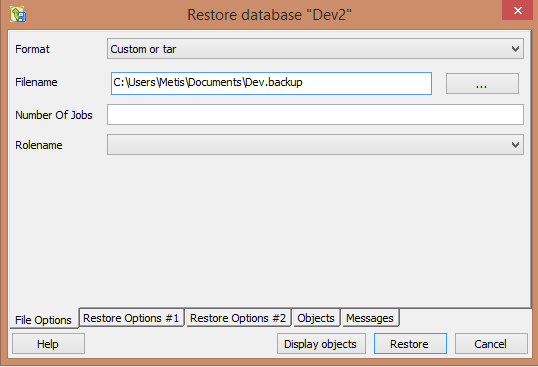 Restore database "Dev2"
Format
Custom or tar
Filename
C:\Users\Metis\Documents\Dev.backup
...
Number Of Jobs
Rolename
File Options
Restore Options #1
Restore Options #2
Objects
Messages
Help
Display objects
Restore
Cancel